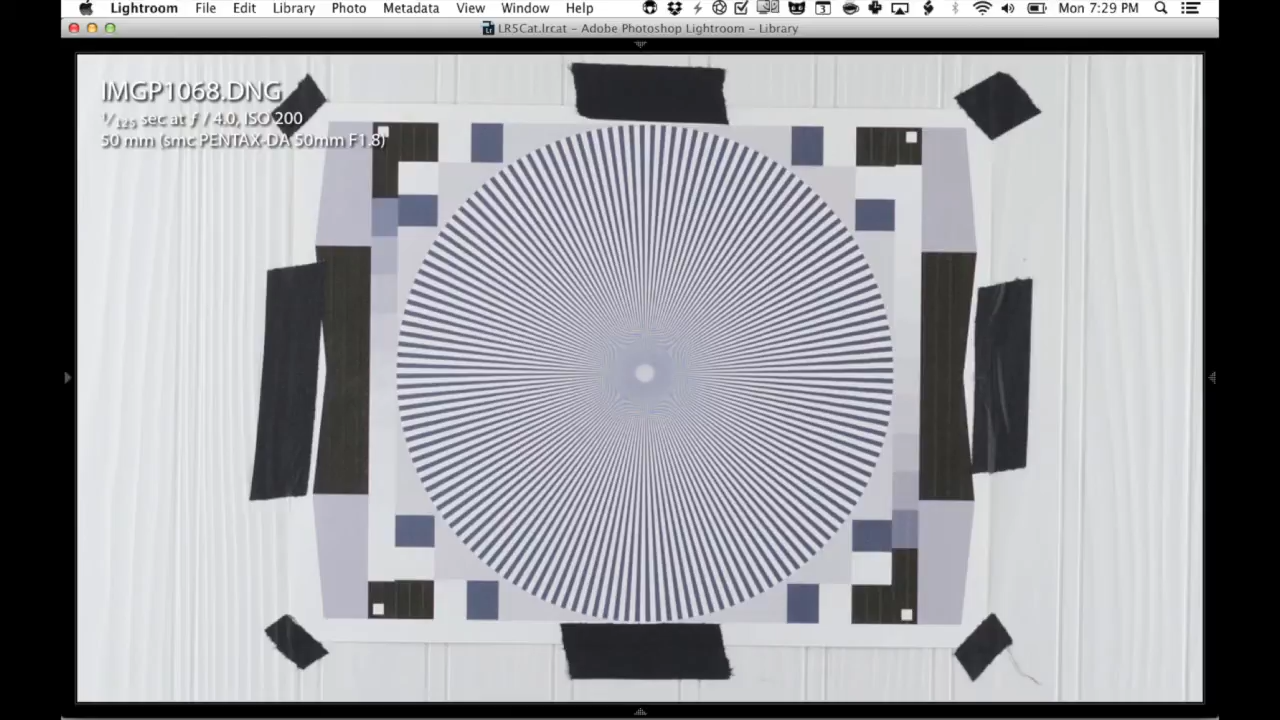 Lightroom File Edit Library Photo Metadata View Window Help 3 Mon 7:29 PM
LRSCat.lrcat – Adobe Photoshop Lightroom – Library
IMGP1068.DNG
1/125 sec at ƒ / 4.0, ISO 200
50 mm (smc PENTAX-DA 50mm F1.8)